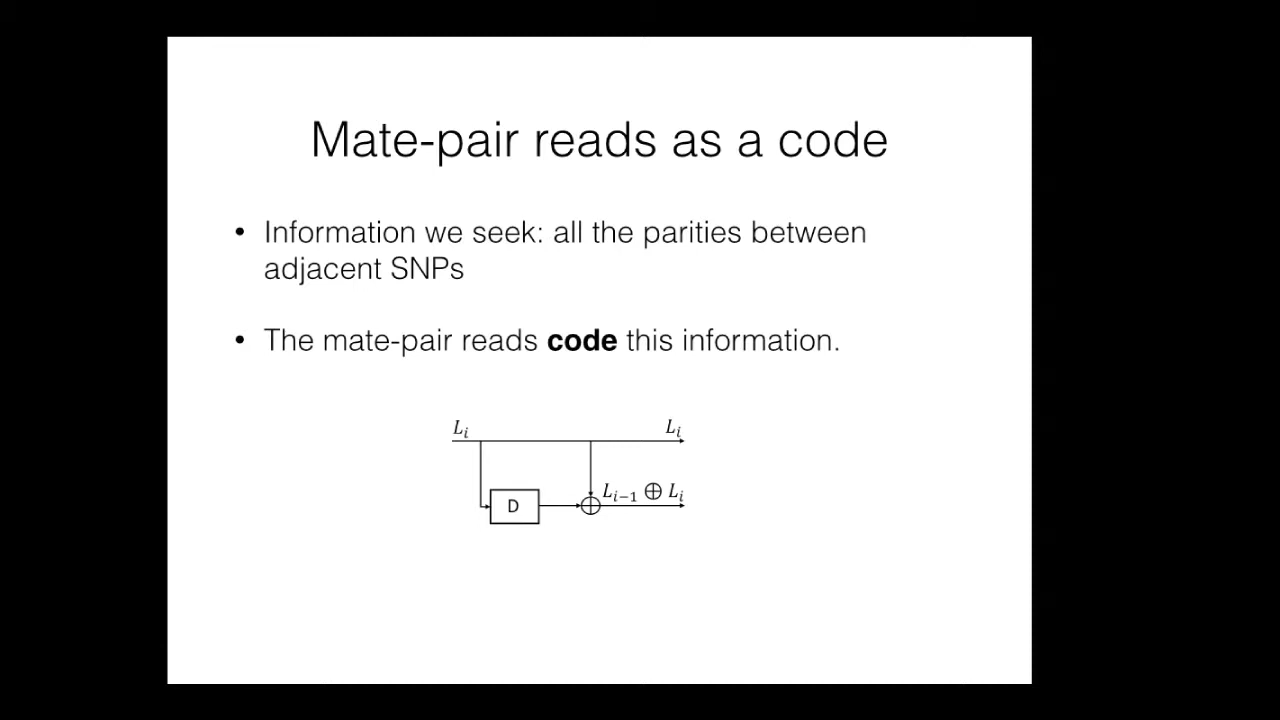 Mate-pair reads as a code
• Information we seek: all the parities between
adjacent SNPs
• The mate-pair reads code this information.
L_i L_i
L_{i−1} ⊕ L_i
D